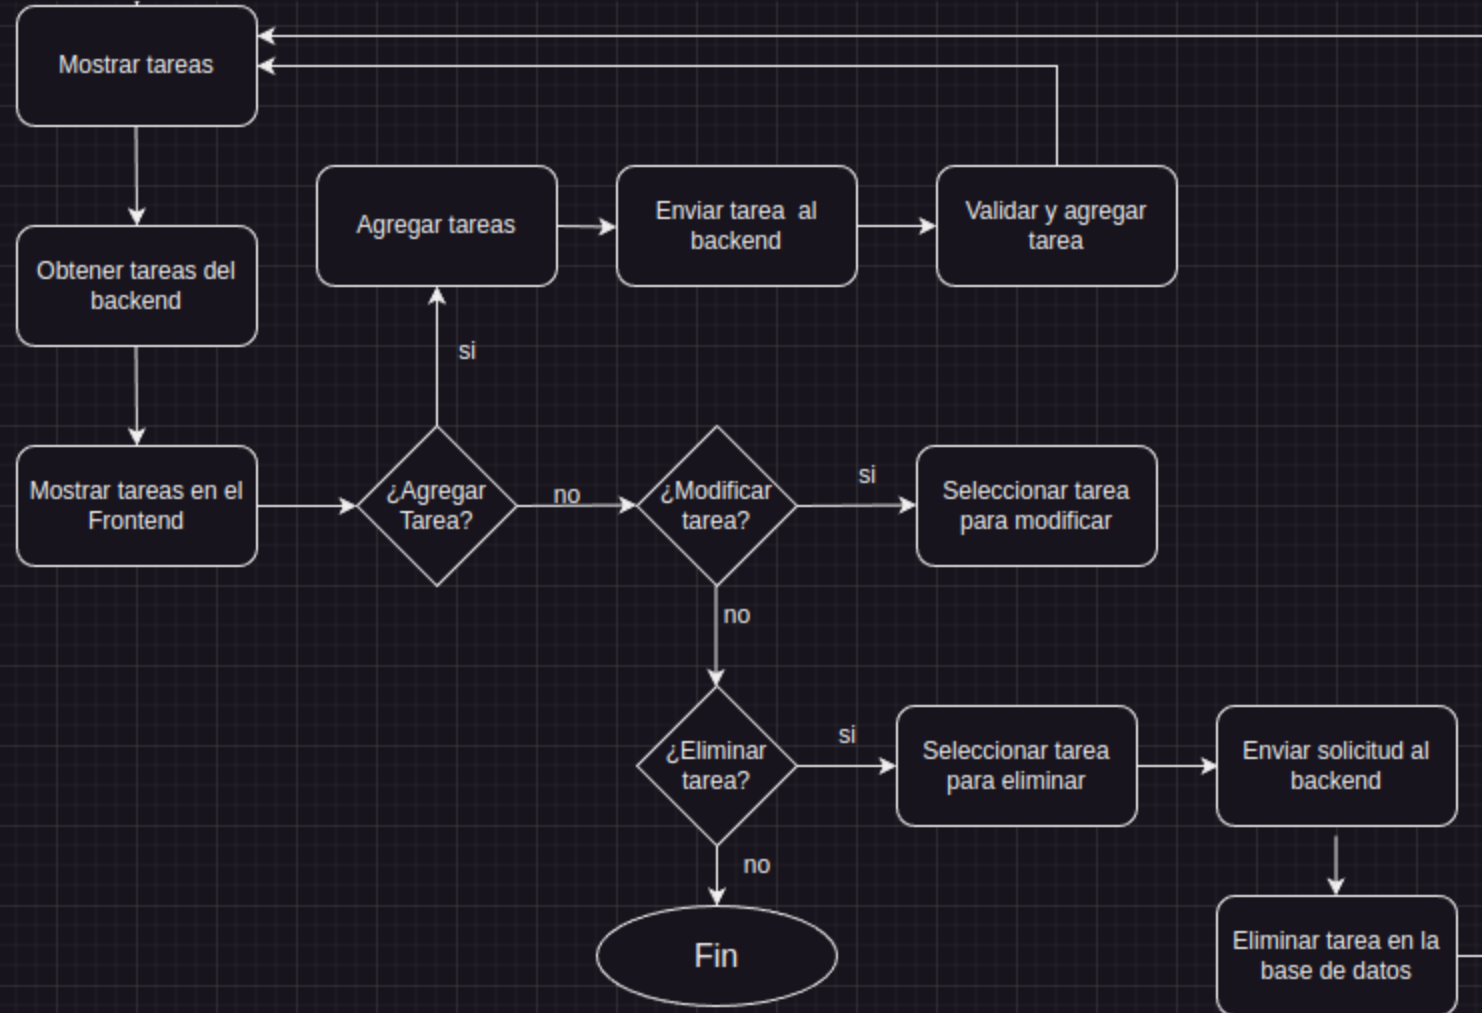 Mostrar tareas
Agregar tareas
Enviar tarea al
backend
Validar y agregar
tarea
Obtener tareas del
backend
si
Mostrar tareas en el
Frontend
¿Agregar
Tarea?
no
¿Modificar
tarea?
si
Seleccionar tarea
para modificar
no
¿Eliminar
tarea?
si
Seleccionar tarea
para eliminar
Enviar solicitud al
backend
no
Fin
Eliminar tarea en la
base de datos